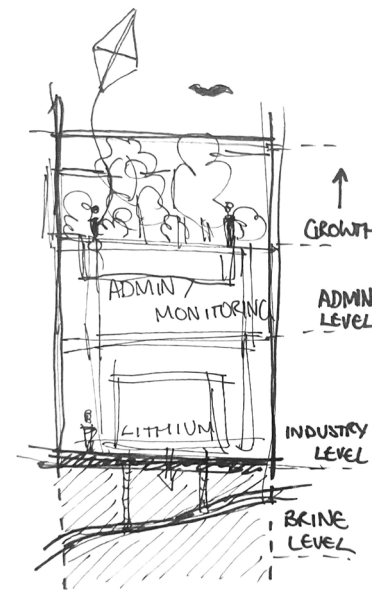 GROWTH
ADMIN/
MONITORING
ADMIN
LEVEL
LITHIUM
INDUSTRY
LEVEL
BRINE
LEVEL